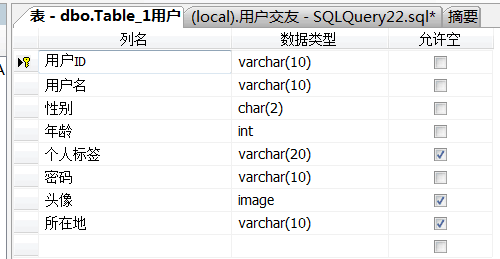 表 - dbo.Table_1用户 (local).用户交友 - SQLQuery22.sql* 摘要
列名 数据类型 允许空
用户ID varchar(10)
用户名 varchar(10)
性别 char(2)
年龄 int
个人标签 varchar(20)
密码 varchar(10)
头像 image
所在地 varchar(10)